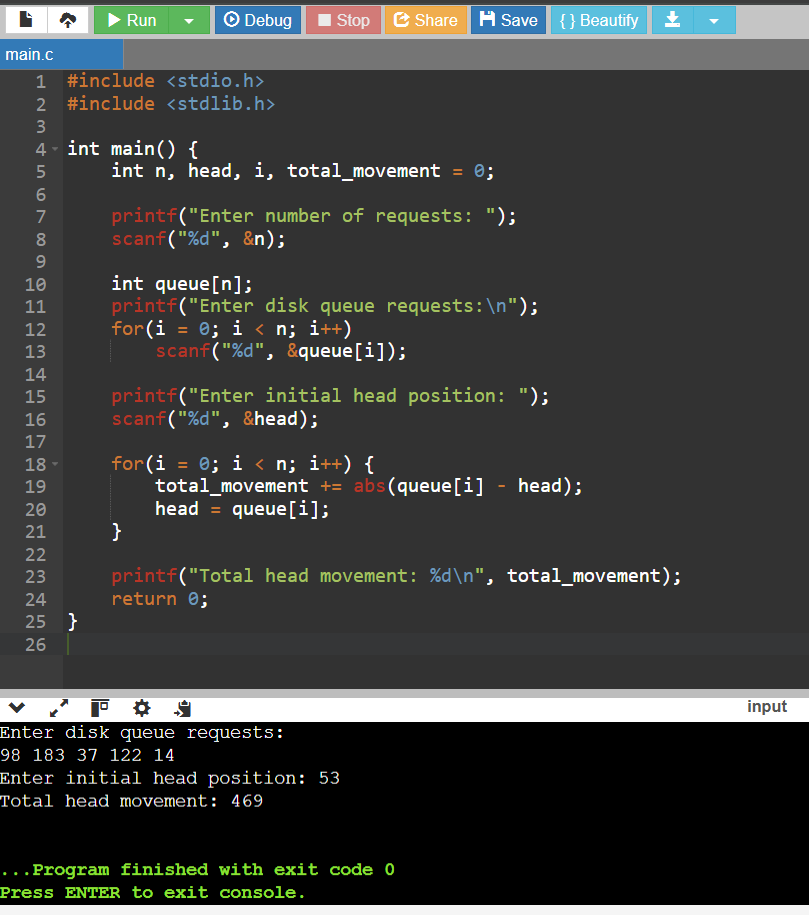 Run Debug Stop Share Save { } Beautify
main.c
1 #include <stdio.h>
2 #include <stdlib.h>
3
4 int main() {
5     int n, head, i, total_movement = 0;
6
7     printf("Enter number of requests: ");
8     scanf("%d", &n);
9
10     int queue[n];
11     printf("Enter disk queue requests:\n");
12     for(i = 0; i < n; i++)
13         scanf("%d", &queue[i]);
14
15     printf("Enter initial head position: ");
16     scanf("%d", &head);
17
18     for(i = 0; i < n; i++) {
19         total_movement += abs(queue[i] - head);
20         head = queue[i];
21     }
22
23     printf("Total head movement: %d\n", total_movement);
24     return 0;
25 }
26
input
Enter disk queue requests:
98 183 37 122 14
Enter initial head position: 53
Total head movement: 469
...Program finished with exit code 0
Press ENTER to exit console.